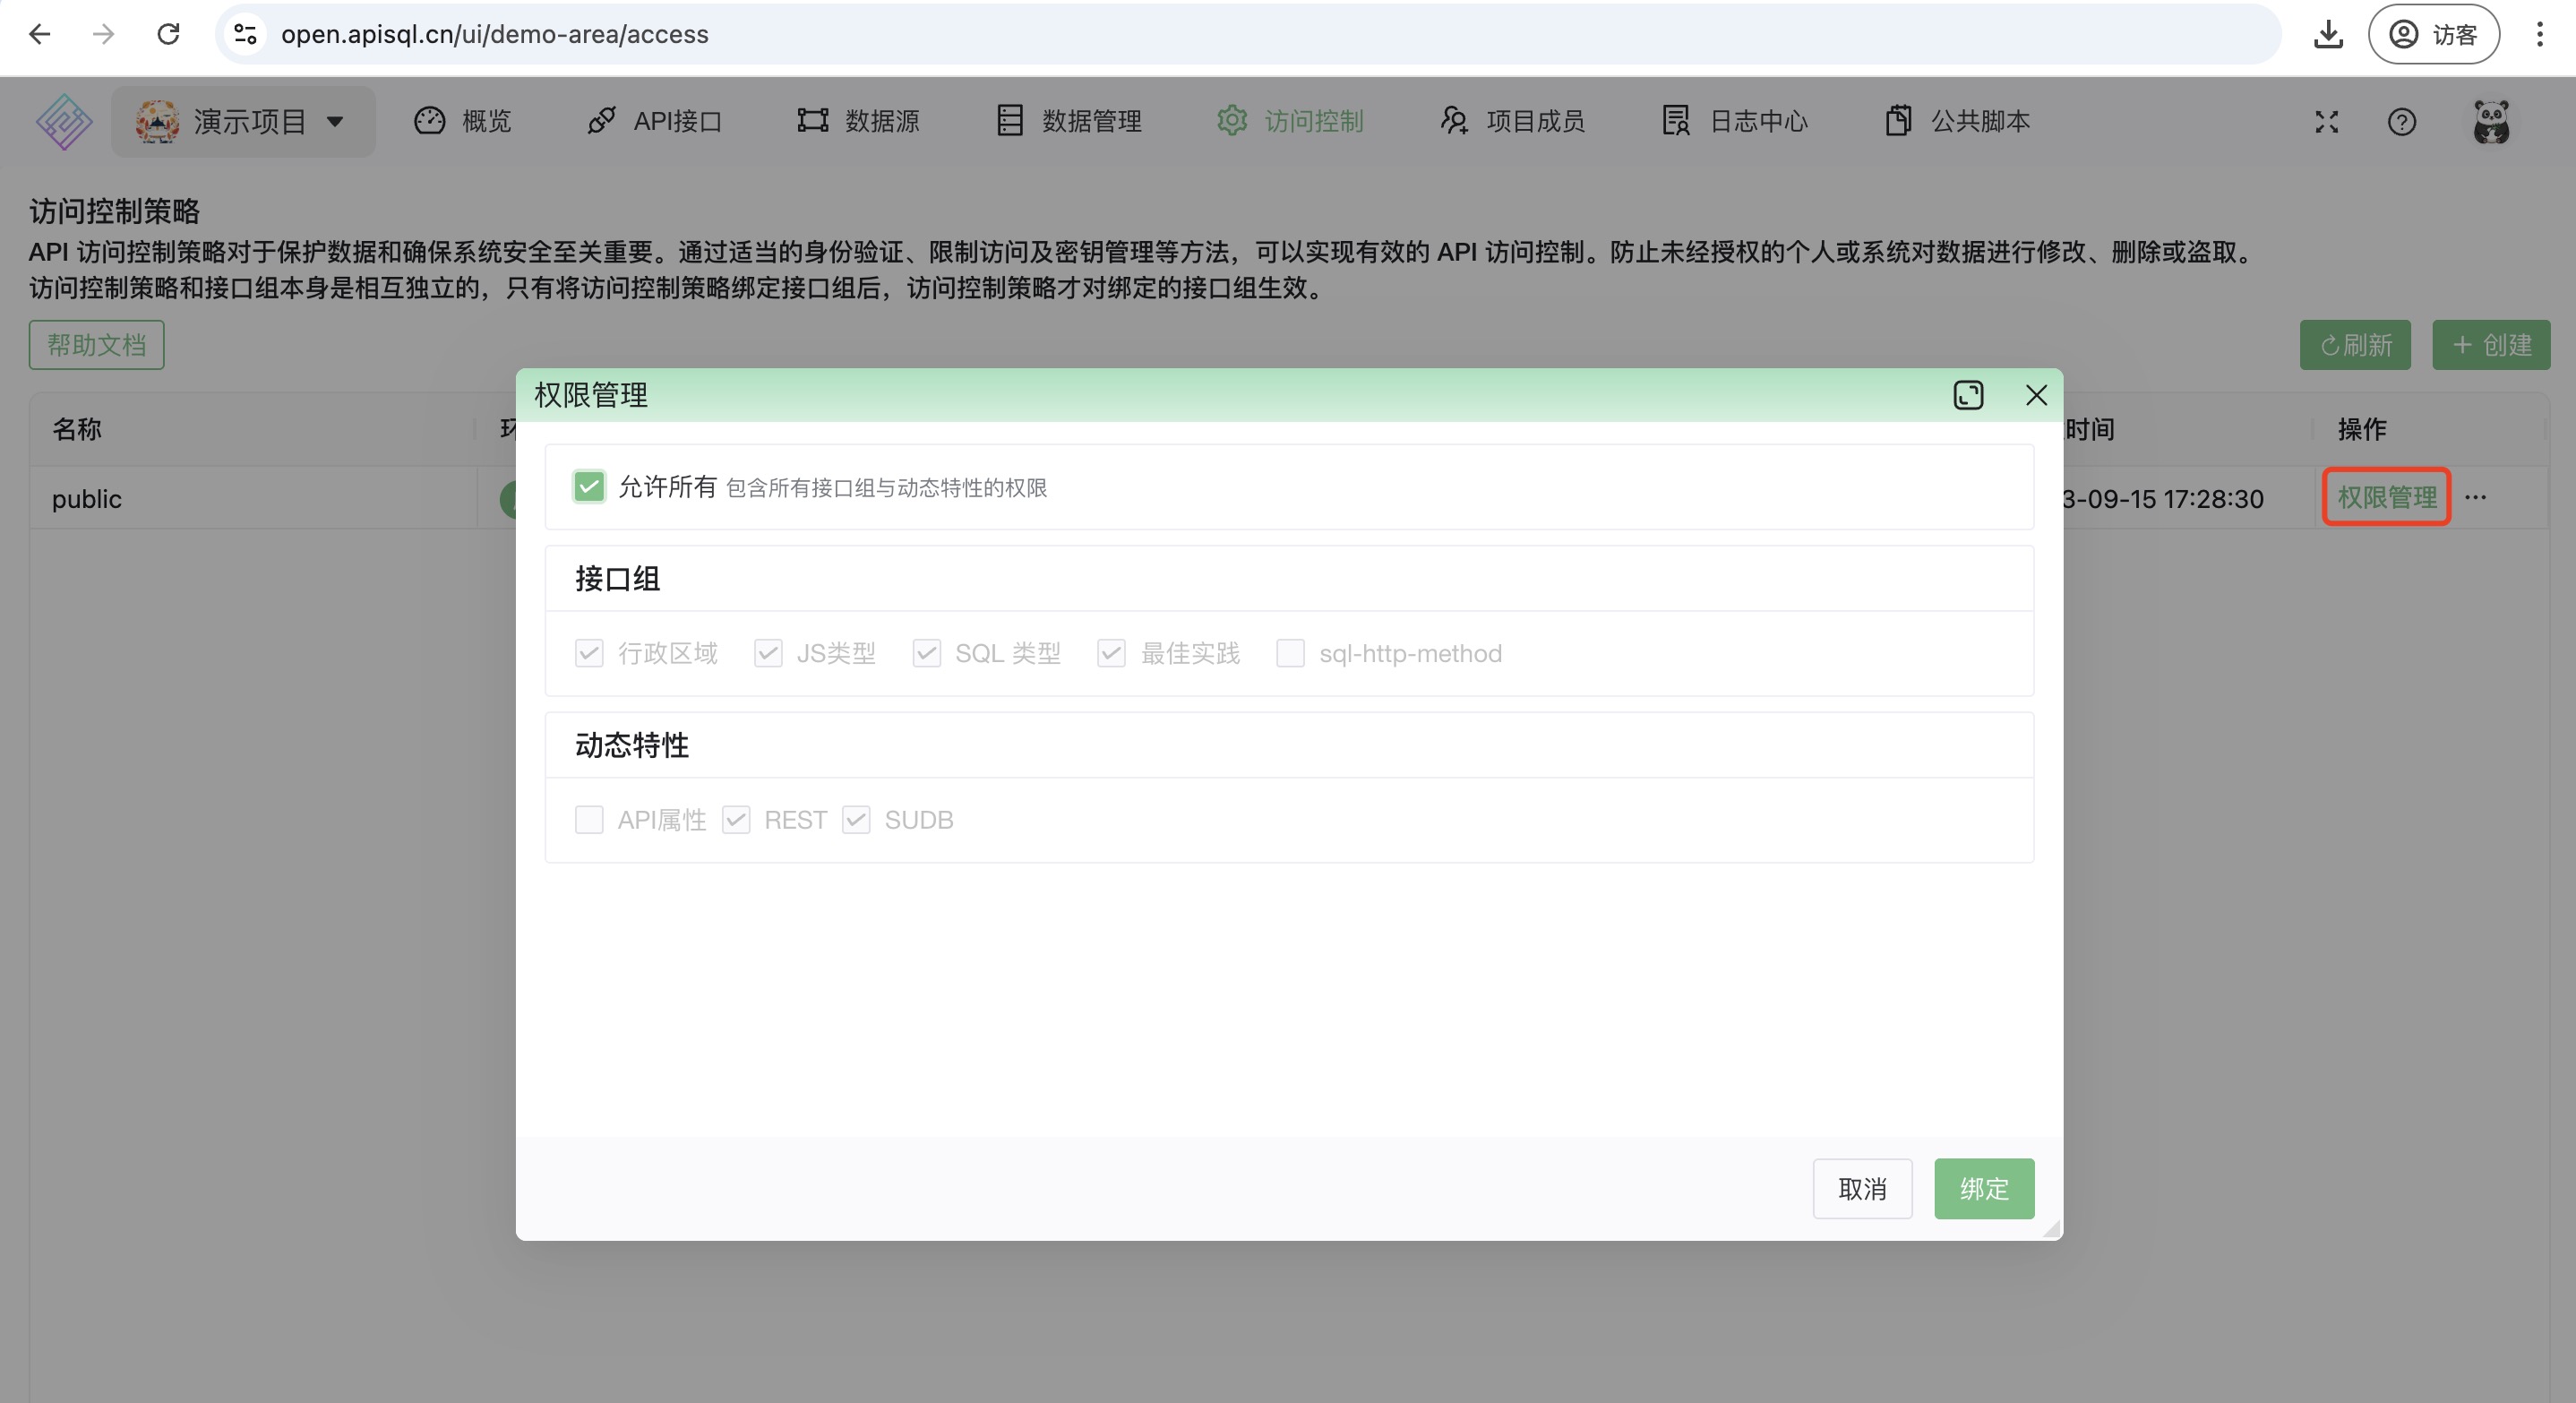 open.apisql.cn/ui/demo-area/access
访客
演示项目
概览
API接口
数据源
数据管理
访问控制
项目成员
日志中心
公共脚本
访问控制策略
API 访问控制策略对于保护数据和确保系统安全至关重要。通过适当的身份验证、限制访问及密钥管理等方法，可以实现有效的 API 访问控制。防止未经授权的个人或系统对数据进行修改、删除或盗取。
访问控制策略和接口组本身是相互独立的，只有将访问控制策略绑定接口组后，访问控制策略才对绑定的接口组生效。
帮助文档
刷新
+ 创建
名称
时间
操作
public
3-09-15 17:28:30
权限管理 ...
权限管理
允许所有 包含所有接口组与动态特性的权限
接口组
行政区域 JS类型 SQL 类型 最佳实践 sql-http-method
动态特性
API属性 REST SUDB
取消
绑定